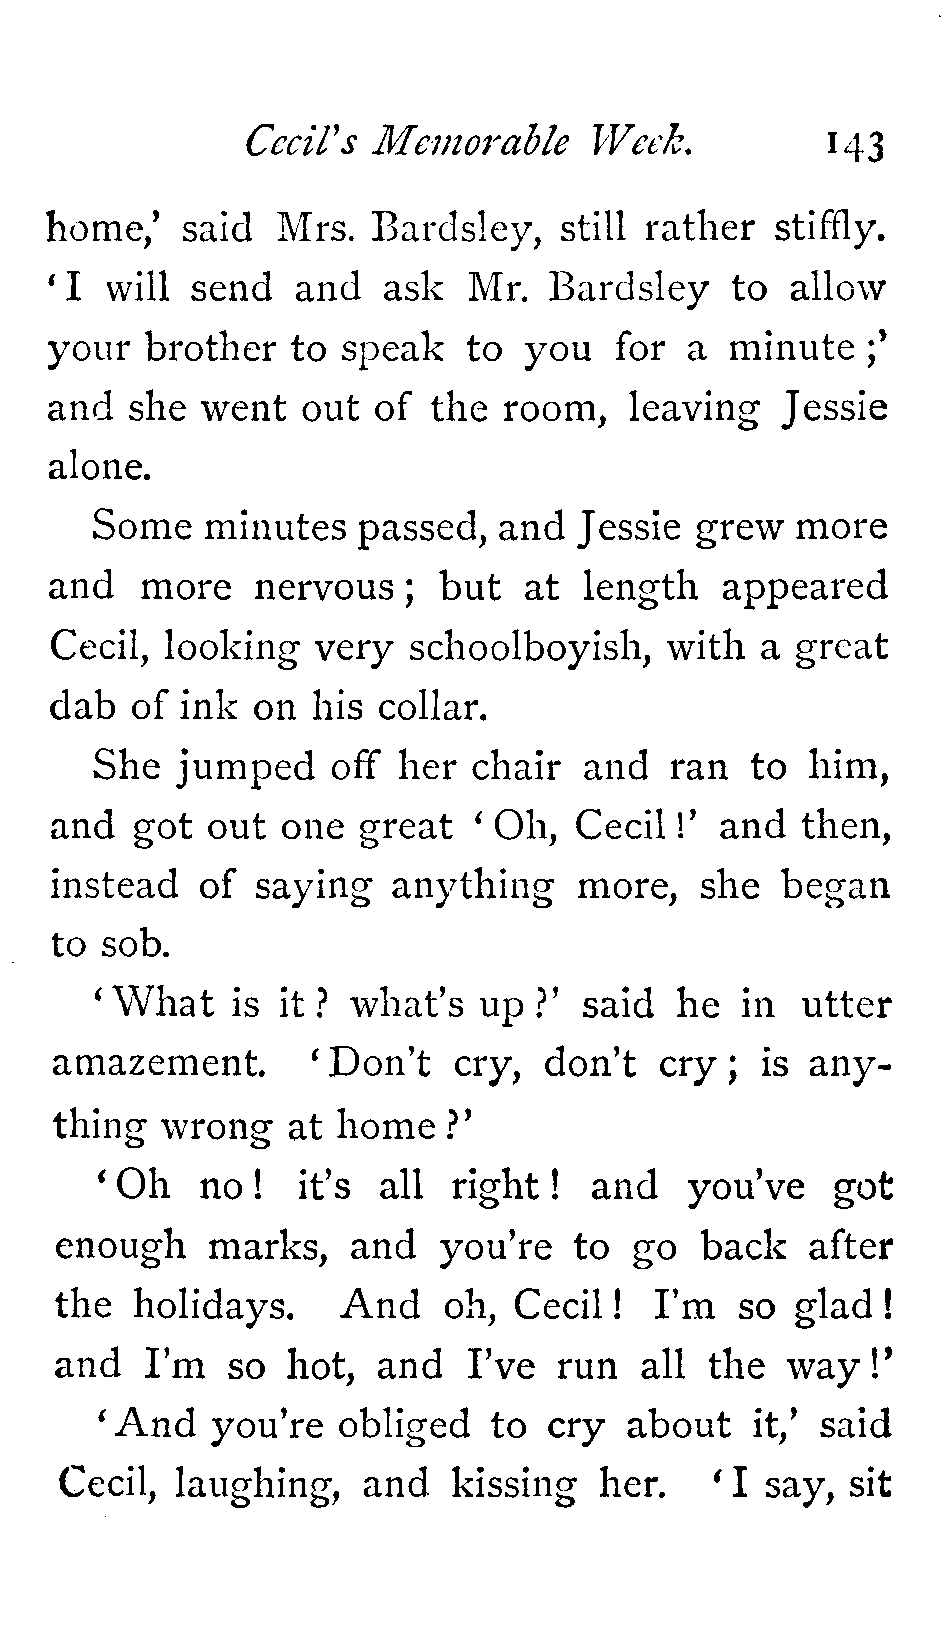 Cecil's Memorable Week. 143
home,' said Mrs. Bardsley, still rather stiffly.
'I will send and ask Mr. Bardsley to allow
your brother to speak to you for a minute;'
and she went out of the room, leaving Jessie
alone.
Some minutes passed, and Jessie grew more
and more nervous; but at length appeared
Cecil, looking very schoolboyish, with a great
dab of ink on his collar.
She jumped off her chair and ran to him,
and got out one great 'Oh, Cecil!' and then,
instead of saying anything more, she began
to sob.
'What is it? what's up?' said he in utter
amazement. 'Don't cry, don't cry; is any-
thing wrong at home?'
'Oh no! it's all right! and you've got
enough marks, and you're to go back after
the holidays. And oh, Cecil! I'm so glad!
and I'm so hot, and I've run all the way!'
'And you're obliged to cry about it,' said
Cecil, laughing, and kissing her. 'I say, sit